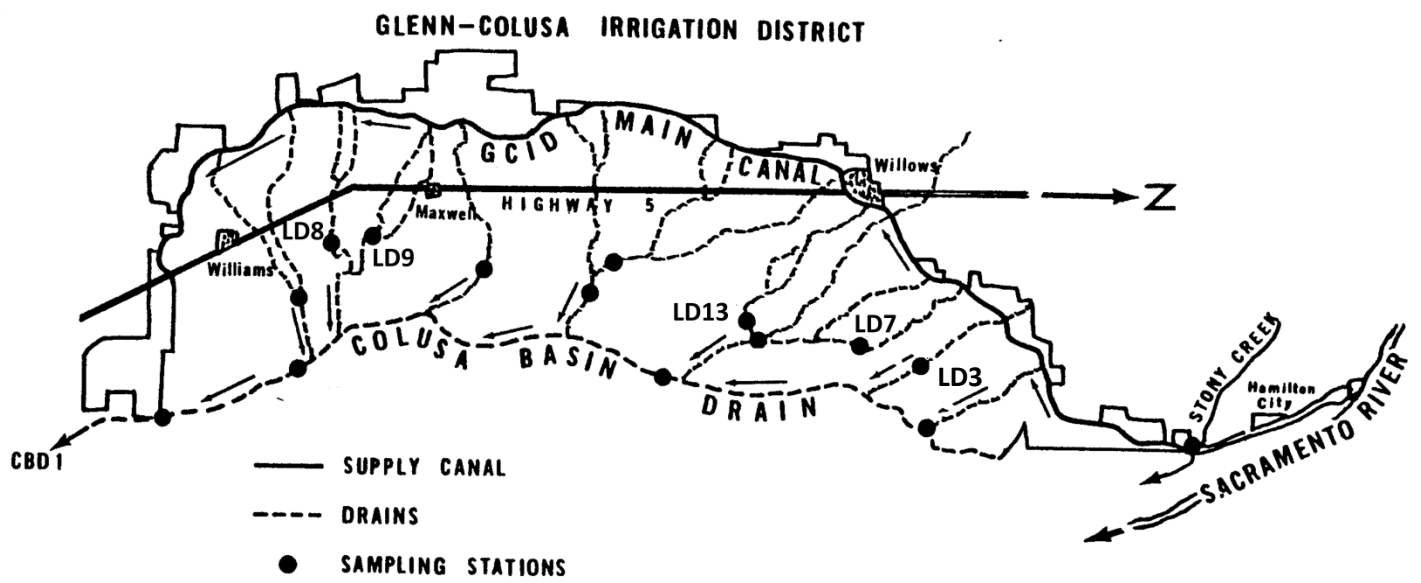 GLENN-COLUSA IRRIGATION DISTRICT
GCID MAIN CANAL
Willows
Maxwell
HIGHWAY 5
Z
LD8
LD9
Williams
LD13
LD7
LD3
COLUSA BASIN DRAIN
STONY CREEK
Hamilton
City
SACRAMENTO RIVER
CBD1
SUPPLY CANAL
DRAINS
SAMPLING STATIONS